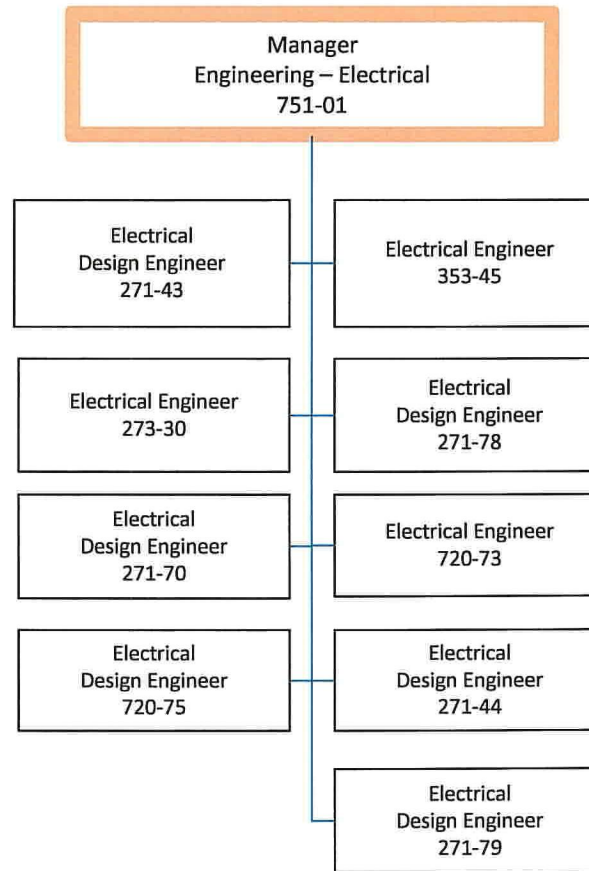 Manager
Engineering – Electrical
751-01
Electrical
Design Engineer
271-43
Electrical Engineer
353-45
Electrical Engineer
273-30
Electrical
Design Engineer
271-78
Electrical
Design Engineer
271-70
Electrical Engineer
720-73
Electrical
Design Engineer
720-75
Electrical
Design Engineer
271-44
Electrical
Design Engineer
271-79